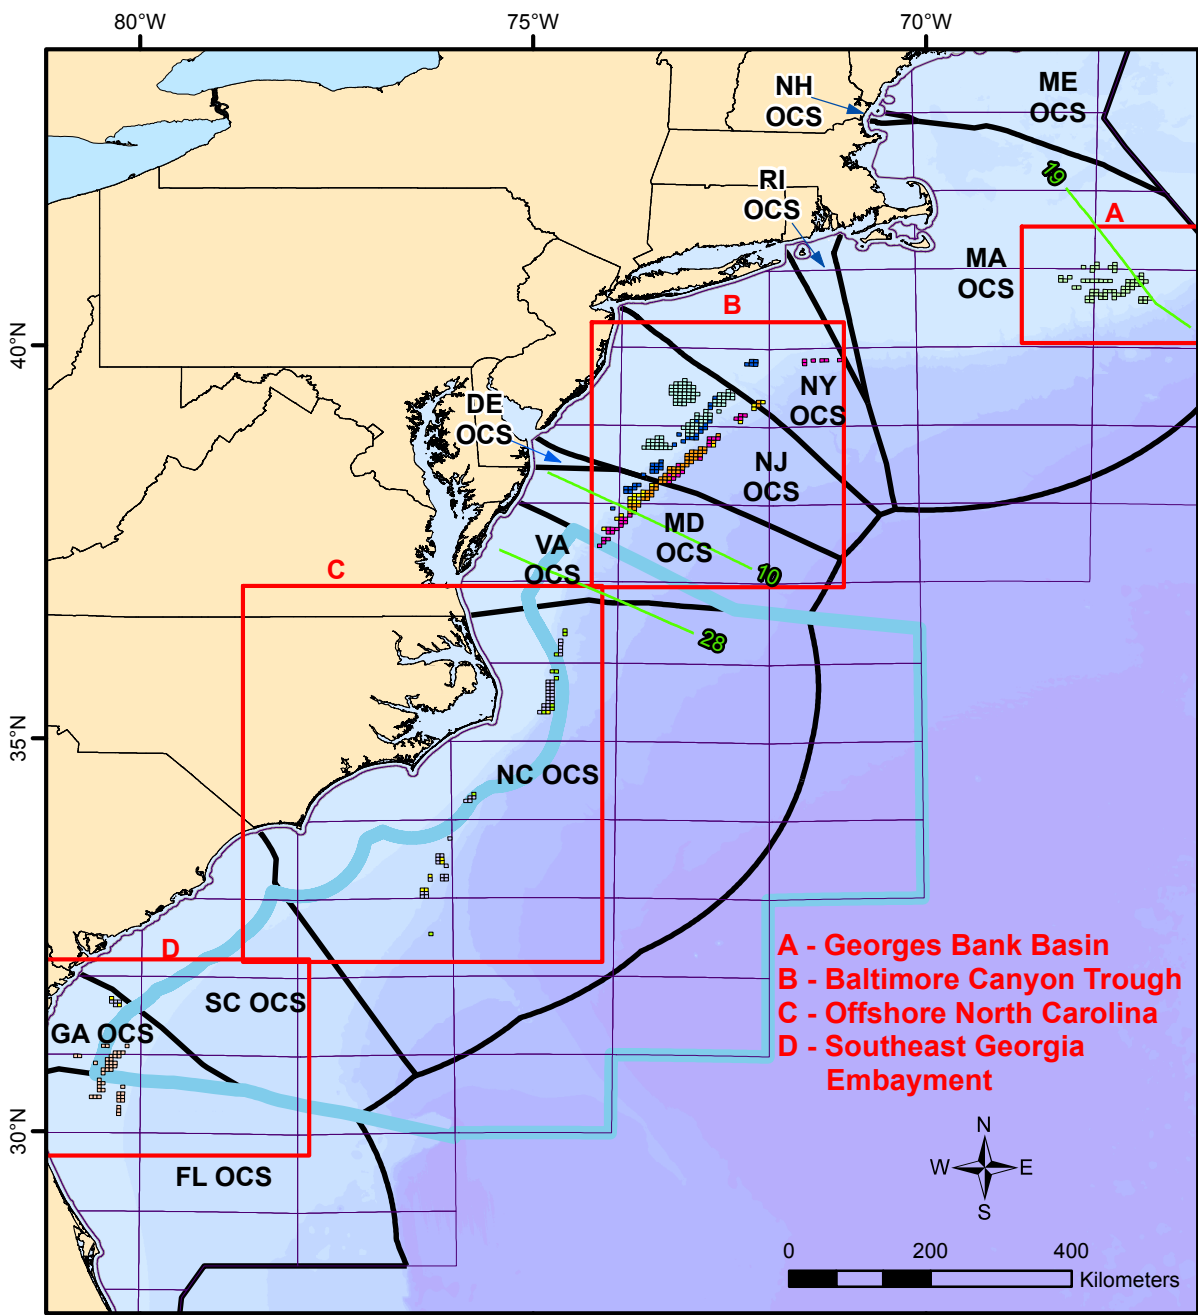 80°W
75°W
70°W
NH
OCS
ME
OCS
RI
OCS
19
A
MA
OCS
B
40°N
NY
OCS
DE
OCS
NJ
OCS
MD
OCS
VA
OCS
10
C
28
35°N
NC OCS
A - Georges Bank Basin
B - Baltimore Canyon Trough
C - Offshore North Carolina
D - Southeast Georgia
Embayment
D
SC OCS
GA OCS
30°N
FL OCS
N
W E
S
0 200 400
Kilometers